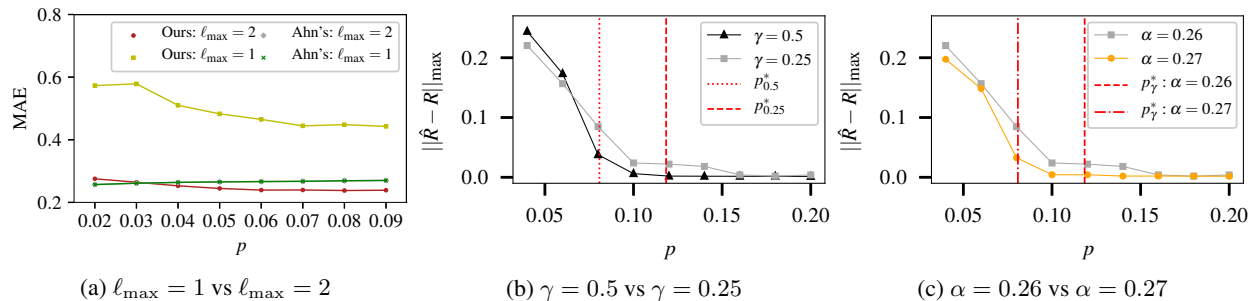 0.8
0.6
0.4
0.2
MAE
Ours: ℓmax = 2
Ours: ℓmax = 1
Ahn's: ℓmax = 2
Ahn's: ℓmax = 1
0.02 0.03 0.04 0.05 0.06 0.07 0.08 0.09
p
(a) ℓmax = 1 vs ℓmax = 2
0.2
0.1
0.0
||R̂ − R||max
γ = 0.5
γ = 0.25
p*0.5
p*0.25
0.05 0.10 0.15 0.20
p
(b) γ = 0.5 vs γ = 0.25
0.2
0.1
0.0
||R̂ − R||max
α = 0.26
α = 0.27
p*γ : α = 0.26
p*γ : α = 0.27
0.05 0.10 0.15 0.20
p
(c) α = 0.26 vs α = 0.27